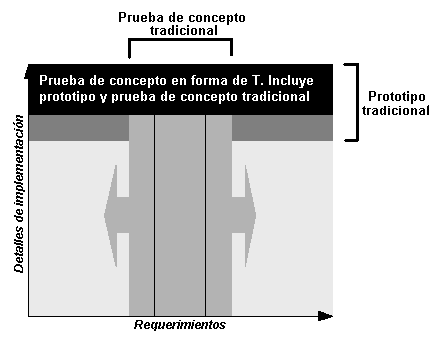 Prueba de concepto
tradicional
Prueba de concepto en forma de T. Incluye
prototipo y prueba de concepto tradicional
Prototipo
tradicional
Detalles de implementación
Requerimientos